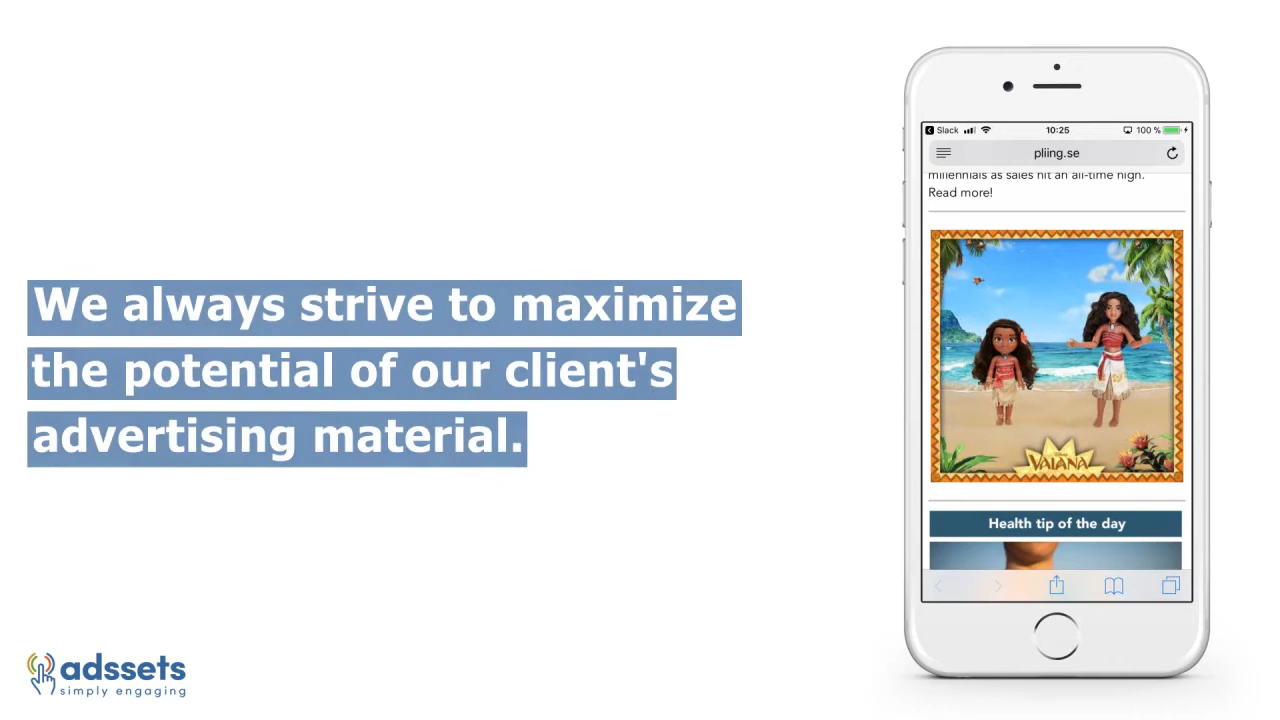 We always strive to maximize
the potential of our client's
advertising material.
adssets
simply engaging
Slack
10:25
100 %
pliing.se
millennials as sales hit an all-time high.
Read more!
VAIANA
Health tip of the day